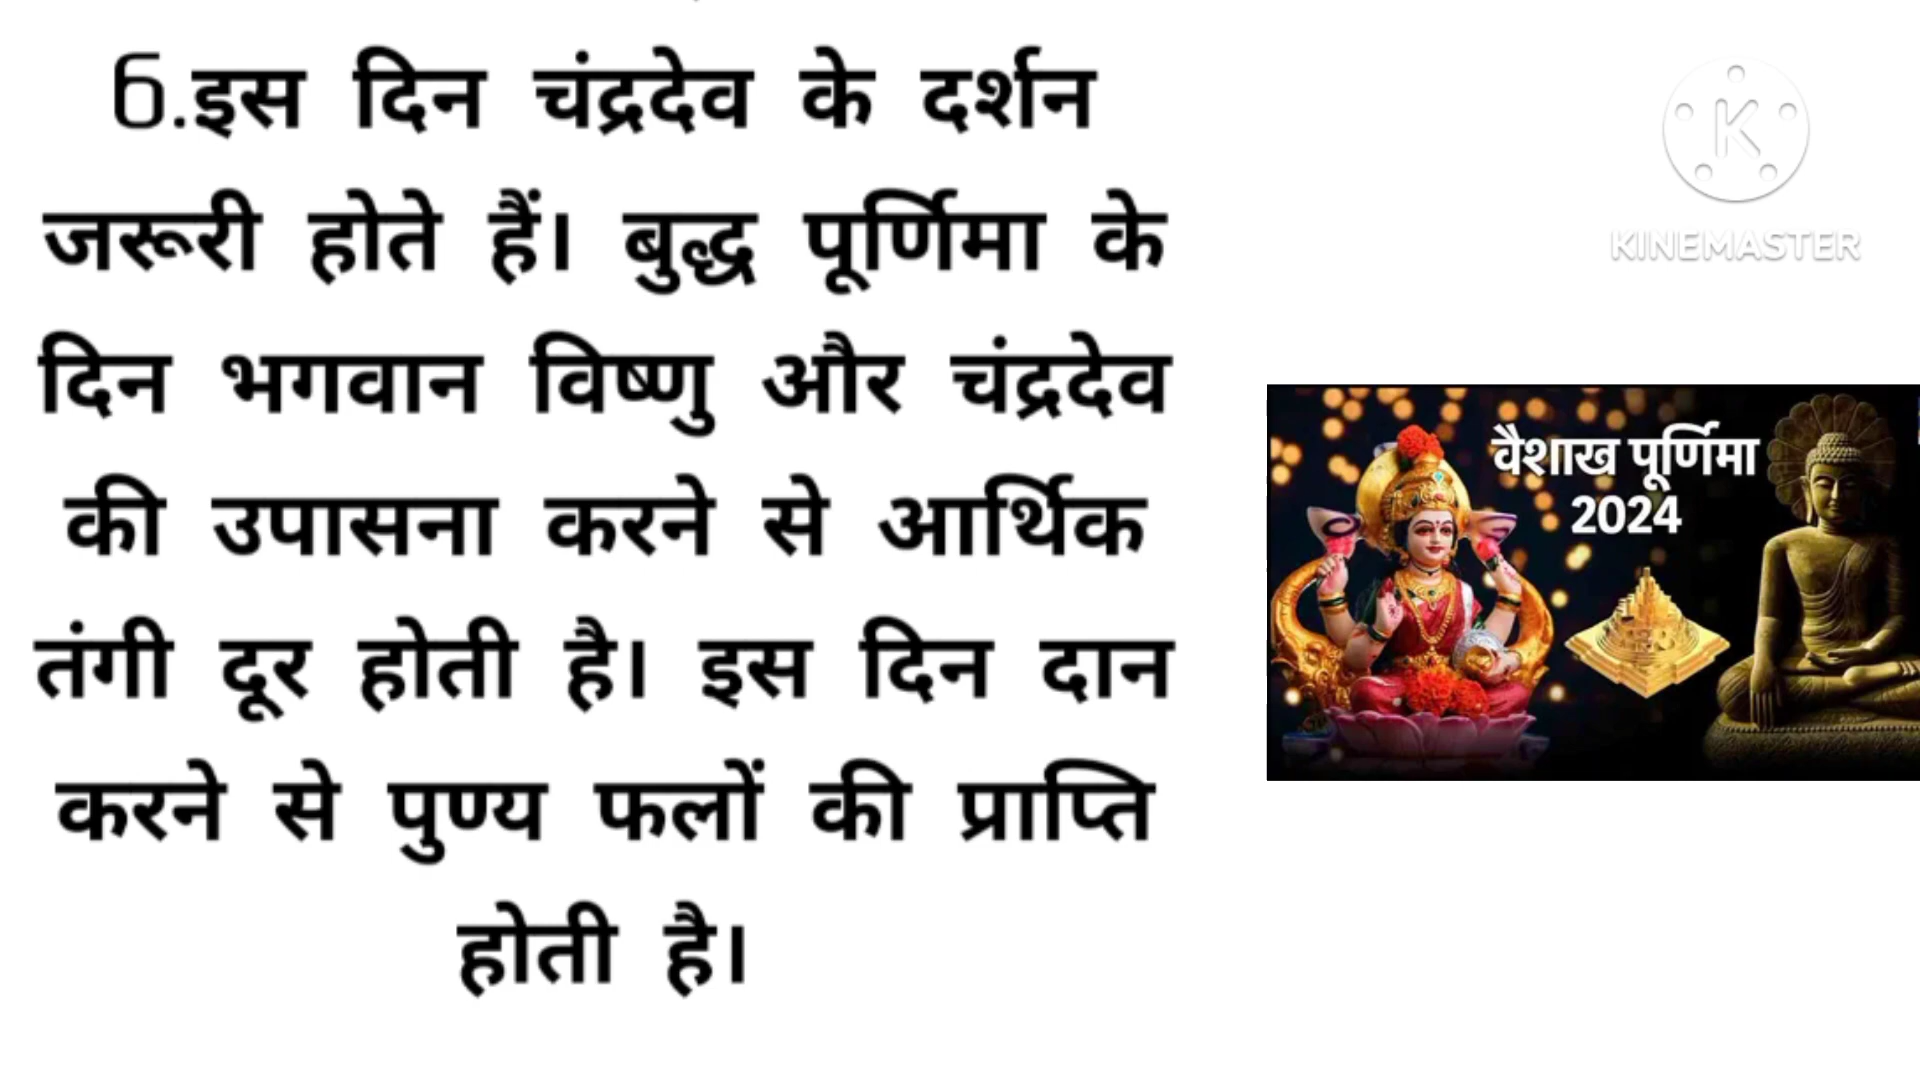 6.इस दिन चंद्रदेव के दर्शन
जरूरी होते हैं। बुद्ध पूर्णिमा के
दिन भगवान विष्णु और चंद्रदेव
की उपासना करने से आर्थिक
तंगी दूर होती है। इस दिन दान
करने से पुण्य फलों की प्राप्ति
होती है।
K
KINEMASTER
वैशाख पूर्णिमा
2024